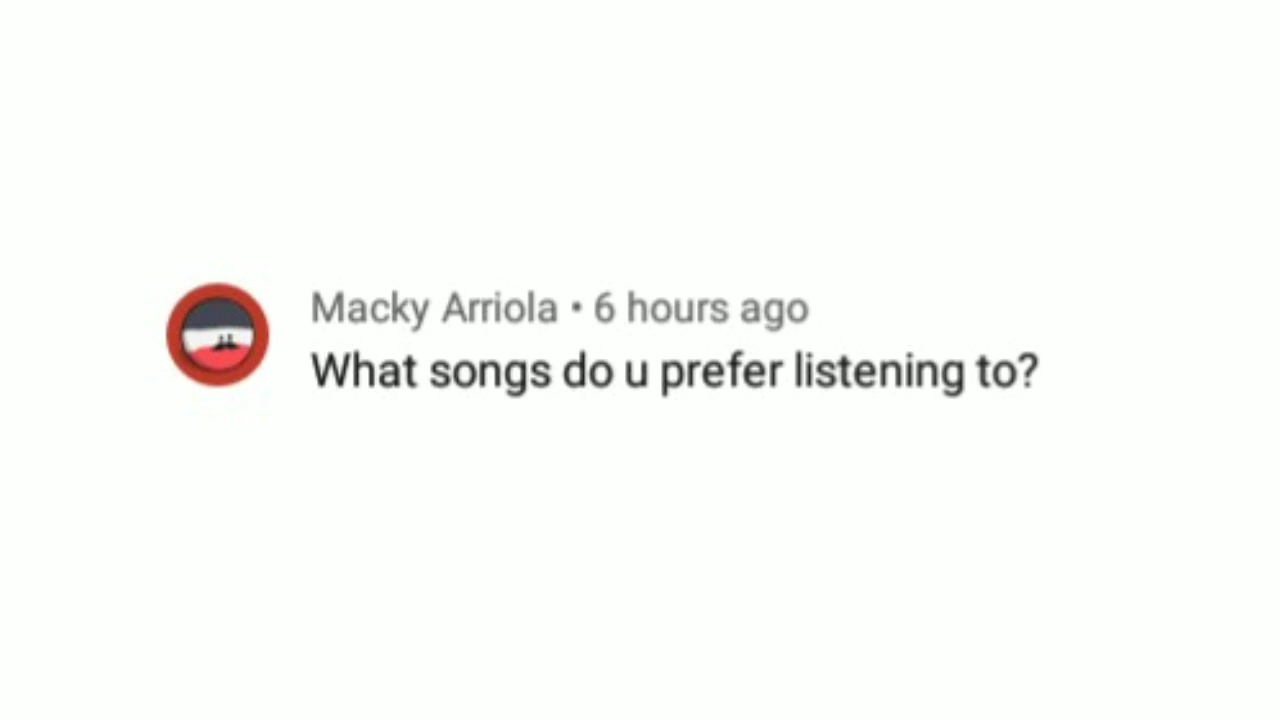 Macky Arriola • 6 hours ago
What songs do u prefer listening to?